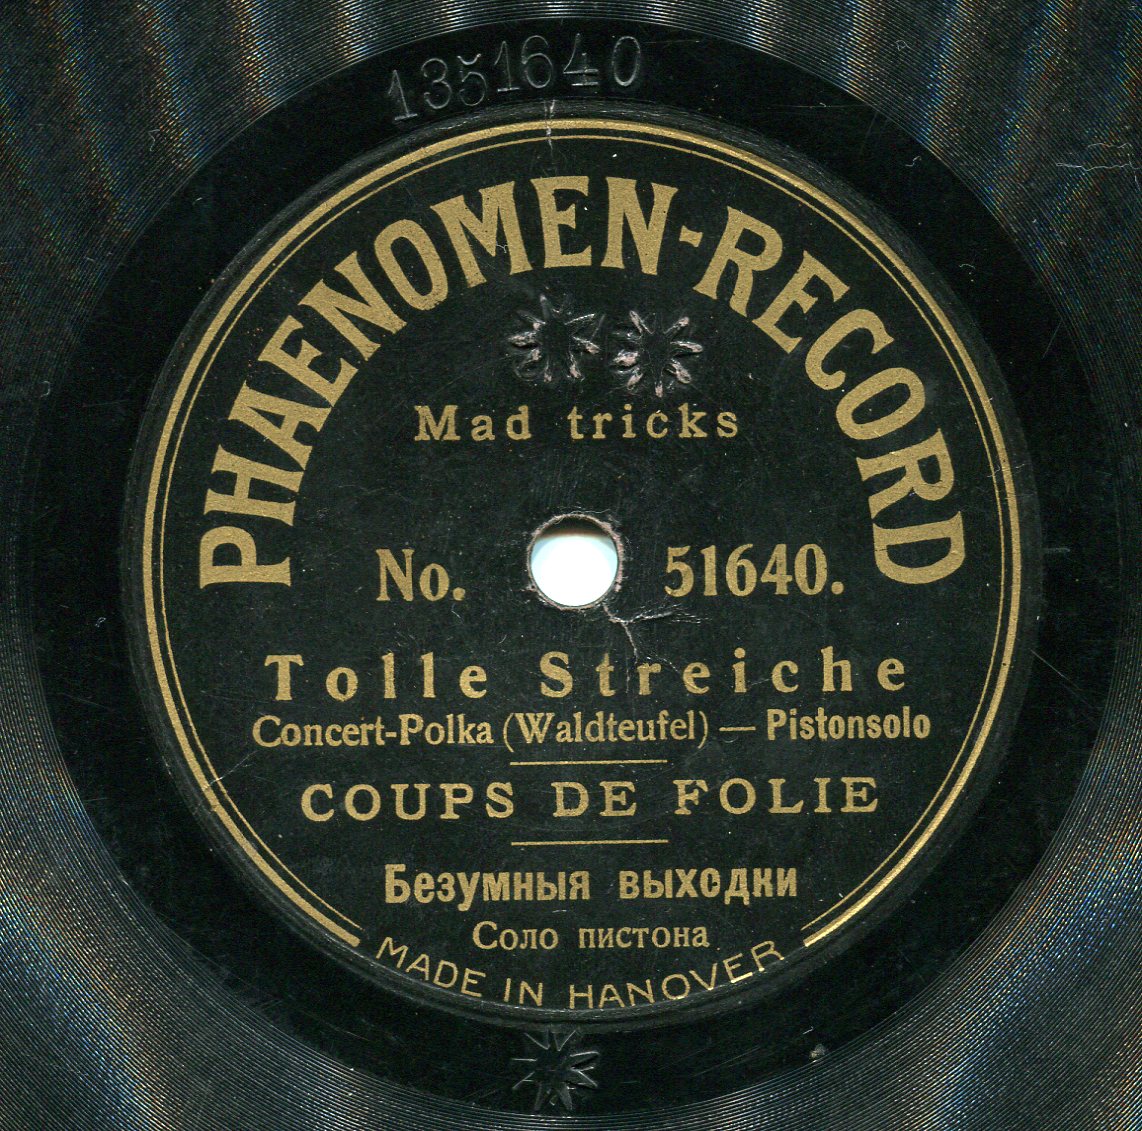 1351640
PHAENOMEN-RECORD
Mad tricks
No. 51640.
Tolle Streiche
Concert-Polka (Waldteufel) — Pistonsolo
COUPS DE FOLIE
Безумныя выходки
Соло пистона
MADE IN HANOVER